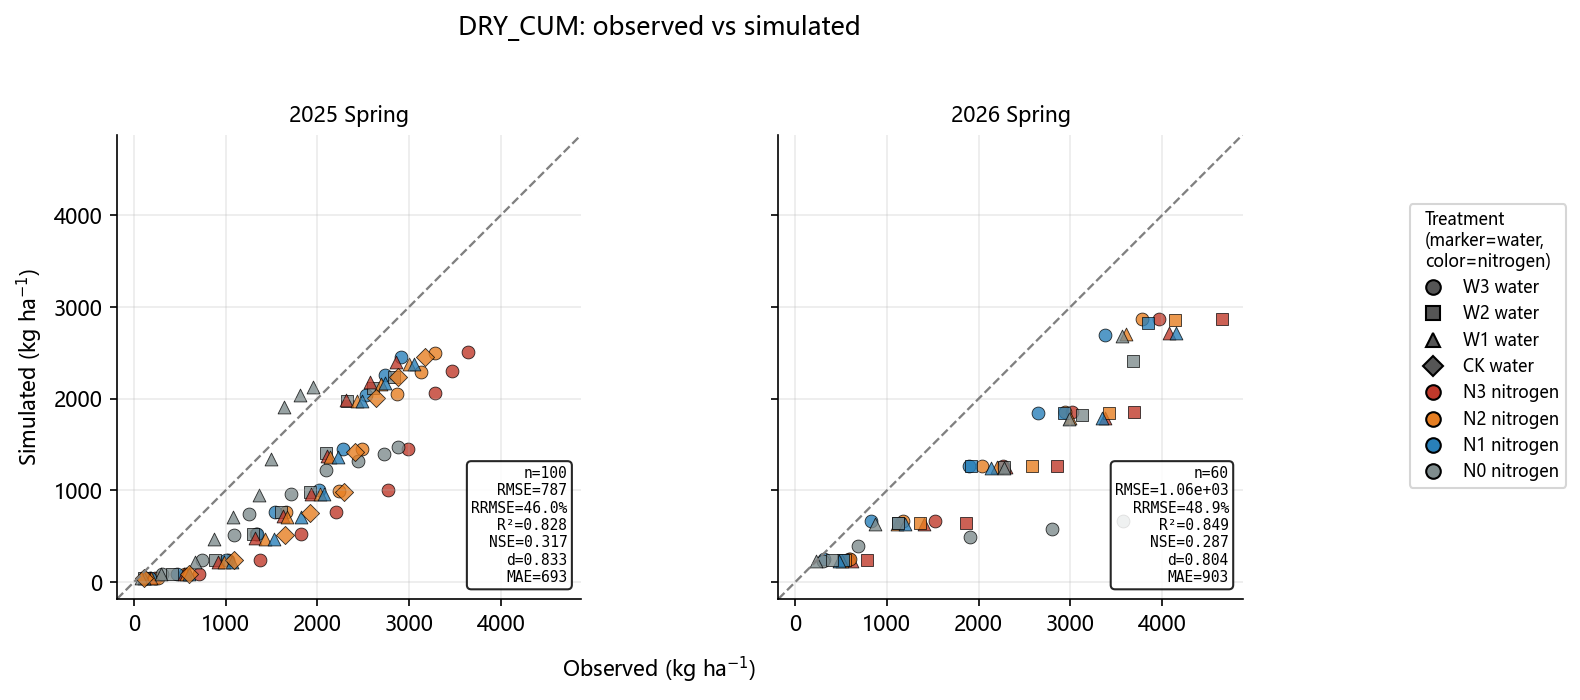 DRY_CUM: observed vs simulated
2025 Spring
2026 Spring
Simulated (kg ha⁻¹)
4000
3000
2000
1000
0
n=100
RMSE=787
RRMSE=46.0%
R²=0.828
NSE=0.317
d=0.833
MAE=693
n=60
RMSE=1.06e+03
RRMSE=48.9%
R²=0.849
NSE=0.287
d=0.804
MAE=903
0 1000 2000 3000 4000
0 1000 2000 3000 4000
Observed (kg ha⁻¹)
Treatment
(marker=water,
color=nitrogen)
W3 water
W2 water
W1 water
CK water
N3 nitrogen
N2 nitrogen
N1 nitrogen
N0 nitrogen